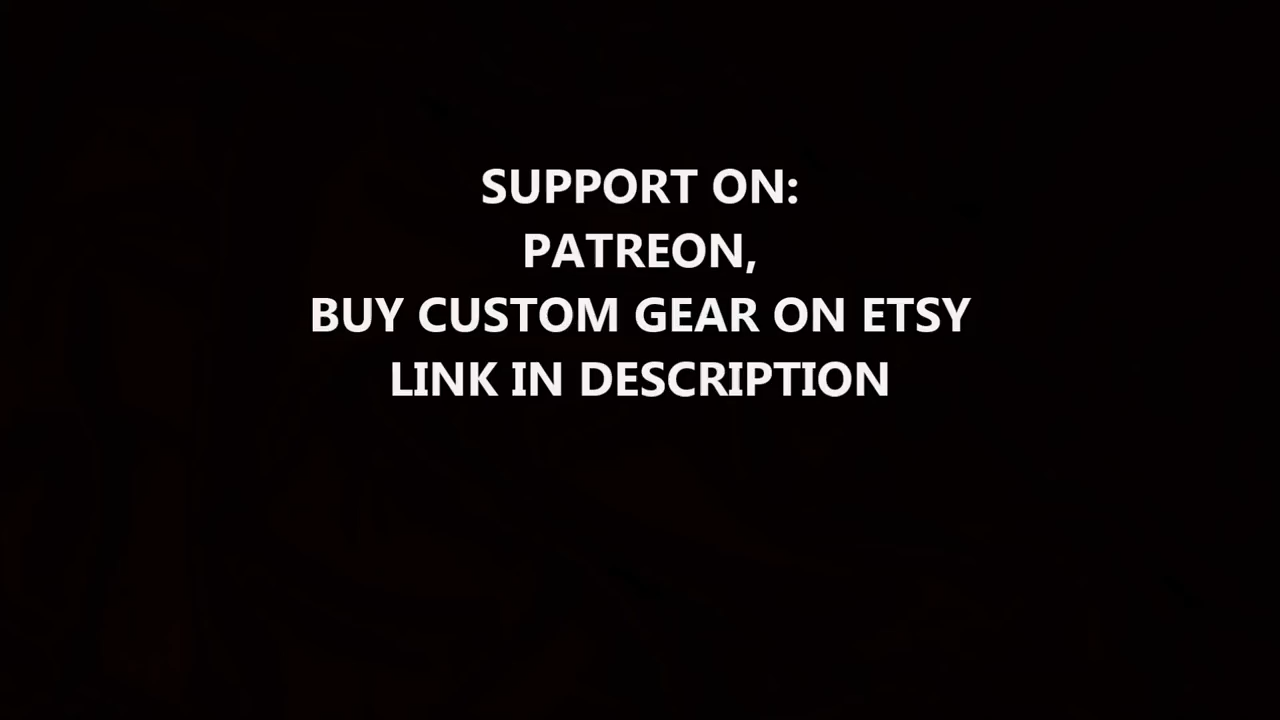 SUPPORT ON:
PATREON,
BUY CUSTOM GEAR ON ETSY
LINK IN DESCRIPTION